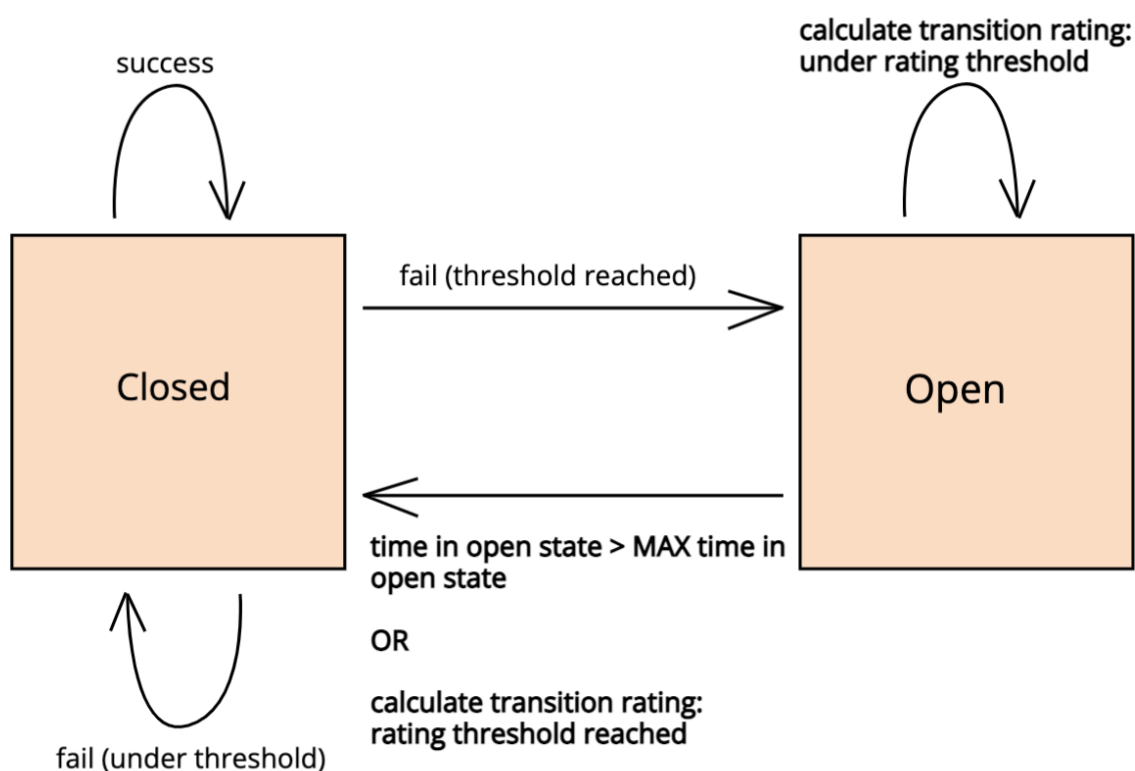 calculate transition rating:
under rating threshold
success
fail (threshold reached)
Closed
Open
time in open state > MAX time in
open state
OR
calculate transition rating:
rating threshold reached
fail (under threshold)